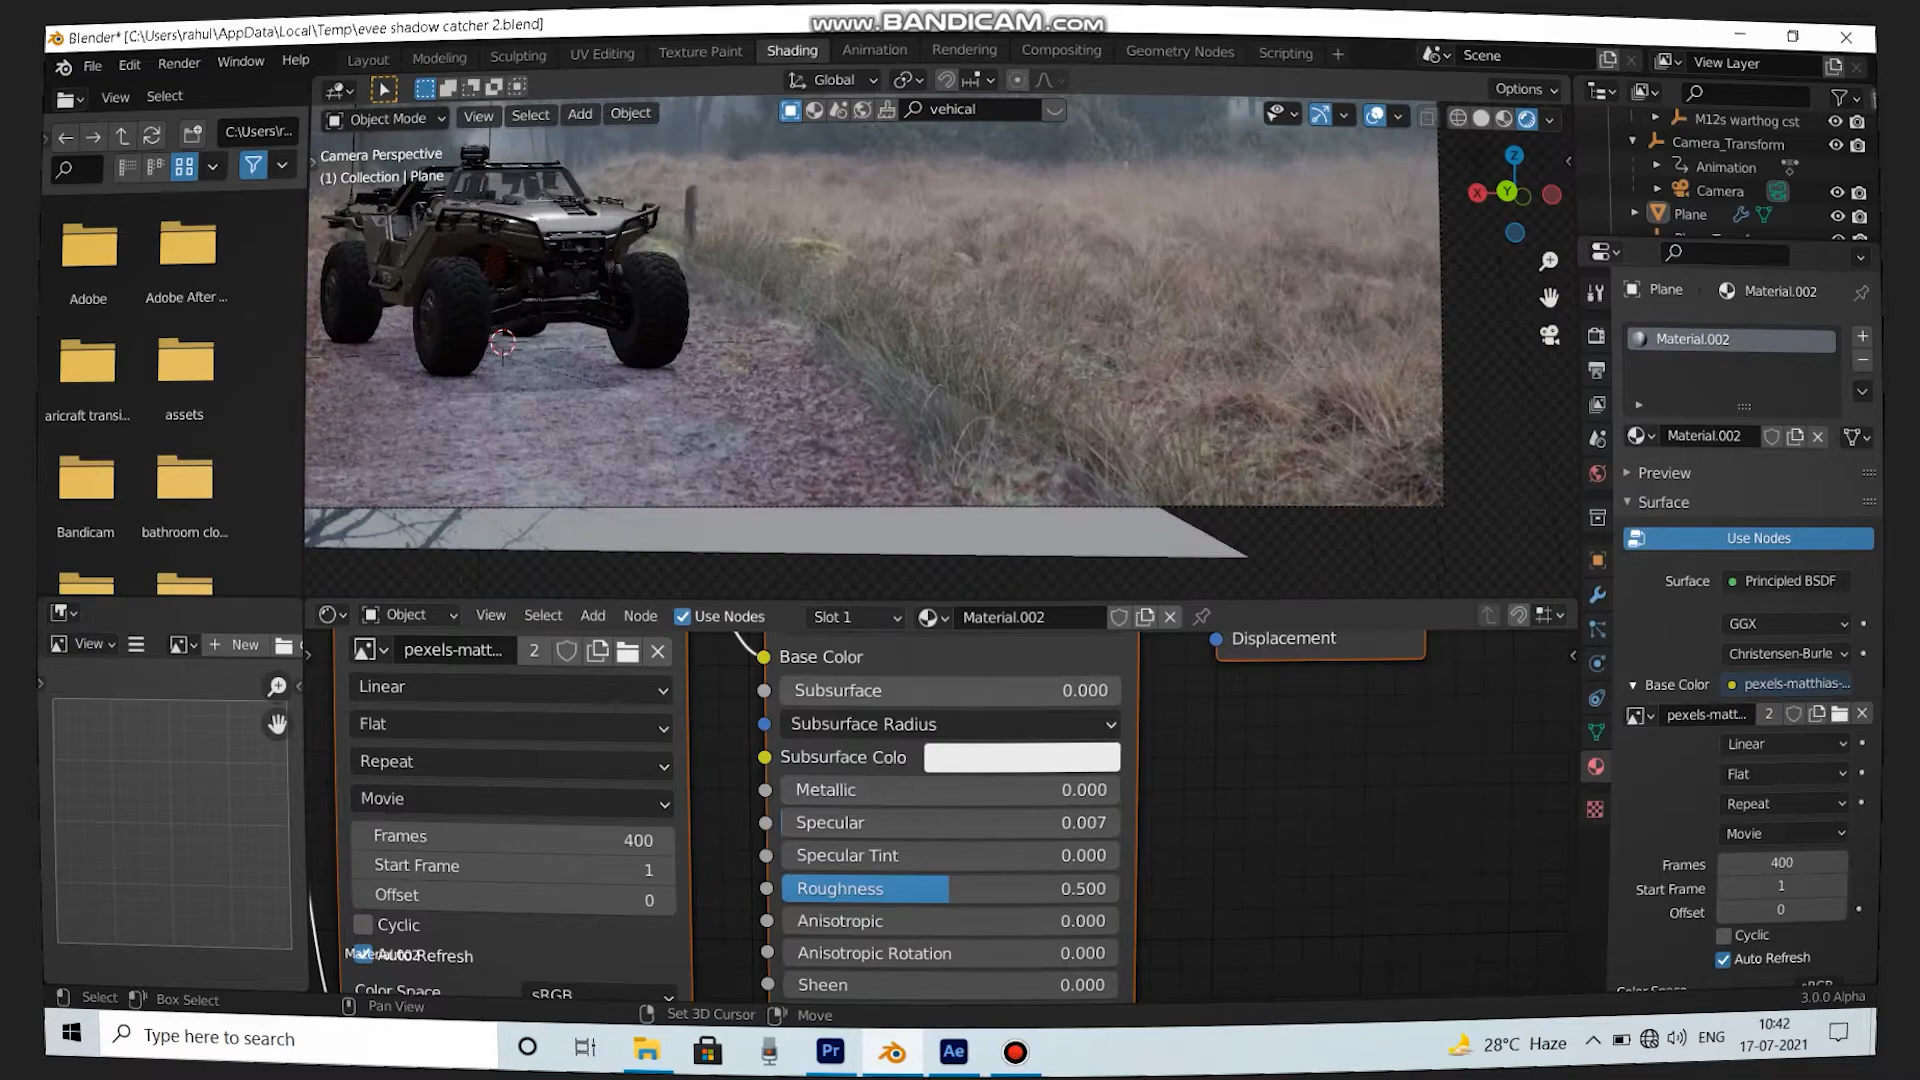 www.BANDICAM.com
Blender* [C:\Users\rahul\AppData\Local\Temp\evee shadow catcher 2.blend]
File Edit Render Window Help
Layout Modeling Sculpting UV Editing Texture Paint Shading Animation Rendering Compositing Geometry Nodes Scripting +
Scene
View Layer
View Select
Global
Options
C:\Users\r...
Object Mode View Select Add Object
vehical
Camera Perspective
(1) Collection | Plane
Z
X
Y
M12s warthog cst
Camera_Transform
Animation
Camera
Plane
Adobe
Adobe After ...
aricraft transi...
assets
Bandicam
bathroom clo...
Plane
Material.002
Material.002
Material.002
Preview
Surface
Use Nodes
Surface
Principled BSDF
GGX
Christensen-Burle
Base Color
pexels-matthias-...
pexels-matt...
2
Linear
Flat
Repeat
Movie
Frames 400
Start Frame 1
Offset 0
Cyclic
Auto Refresh
3.0.0 Alpha
View
New
Object View Select Add Node Use Nodes Slot 1 Material.002
pexels-matt... 2
Linear
Flat
Repeat
Movie
Frames 400
Start Frame 1
Offset 0
Cyclic
Auto Refresh
Color Space sRGB
Base Color
Subsurface 0.000
Subsurface Radius
Subsurface Colo
Metallic 0.000
Specular 0.007
Specular Tint 0.000
Roughness 0.500
Anisotropic 0.000
Anisotropic Rotation 0.000
Sheen 0.000
Displacement
Select Box Select Pan View Set 3D Cursor Move
Type here to search
Pr
Ae
28°C Haze
ENG
10:42
17-07-2021